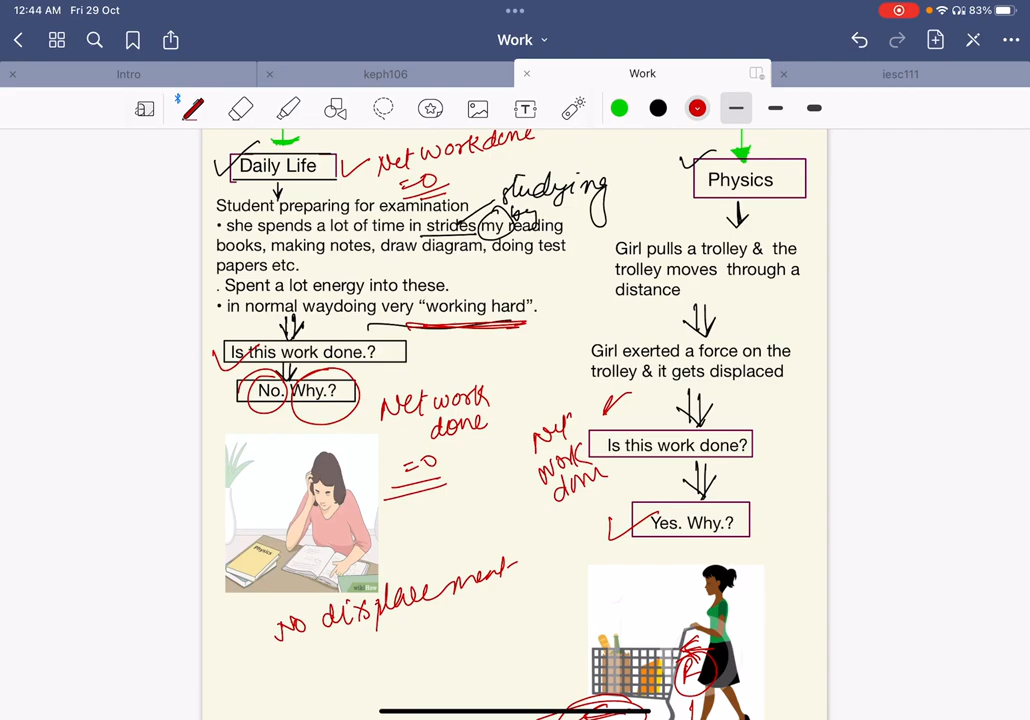 12:44 AM Fri 29 Oct
83%
Work
Intro
keph106
Work
iesc111
T
Daily Life
Net workdone
=0
studying
by
Physics
Student preparing for examination
• she spends a lot of time in strides my reading
books, making notes, draw diagram, doing test
papers etc.
. Spent a lot energy into these.
• in normal waydoing very “working hard”.
Is this work done.?
No. Why.?
Net work
done
=0
Physics
wikiHow
No displacement
Girl pulls a trolley & the
trolley moves through a
distance
Girl exerted a force on the
trolley & it gets displaced
Net
work
done
Is this work done?
Yes. Why.?